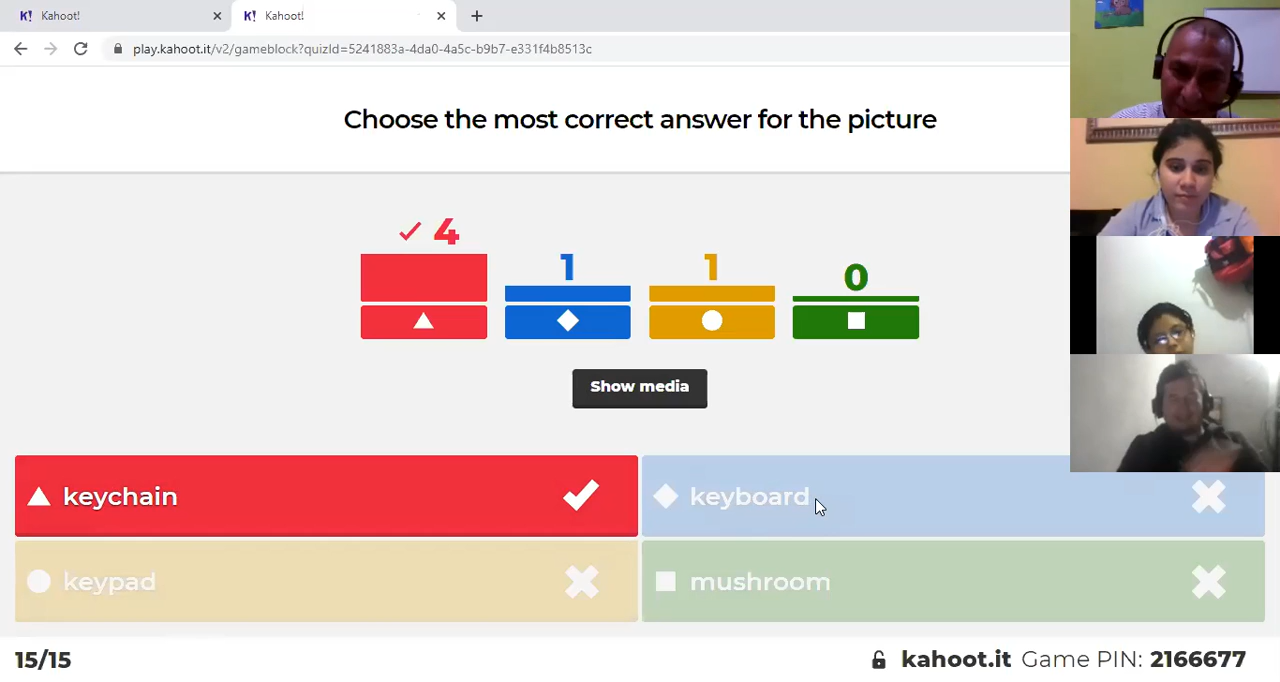 K! Kahoot!
K! Kahoot!
play.kahoot.it/v2/gameblock?quizId=5241883a-4da0-4a5c-b9b7-e331f4b8513c
Choose the most correct answer for the picture
4
1
1
0
Show media
keychain
keyboard
keypad
mushroom
15/15
kahoot.it Game PIN: 2166677